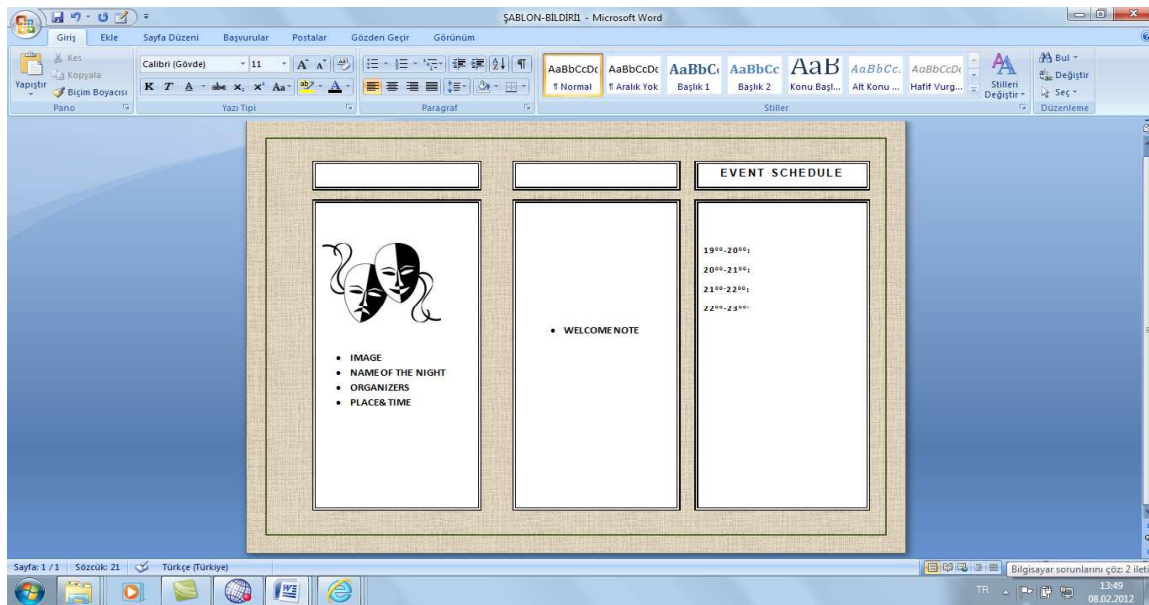 ŞABLON-BİLDİRİ1 - Microsoft Word
Giriş Ekle Sayfa Düzeni Başvurular Postalar Gözden Geçir Görünüm
Yapıştır
Kes
Kopyala
Biçim Boyacısı
Pano
Calibri (Gövde) 11
K T A abc x₂ x² Aa
Yazı Tipi
Paragraf
AaBbCcDc AaBbCcDc AaBbC AaBbCc AaB AaBbCc. AaBbCcDc
¶ Normal ¶ Aralık Yok Başlık 1 Başlık 2 Konu Başl... Alt Konu ... Hafif Vurg...
Stiller
Stilleri Değiştir
Bul
Değiştir
Seç
Düzenleme
EVENT SCHEDULE
• IMAGE
• NAME OF THE NIGHT
• ORGANIZERS
• PLACE& TIME
• WELCOME NOTE
19⁰⁰-20⁰⁰:
20⁰⁰-21⁰⁰:
21⁰⁰-22⁰⁰:
22⁰⁰-23⁰⁰:
Sayfa: 1 / 1 Sözcük: 21 Türkçe (Türkiye)
Bilgisayar sorunlarını çöz: 2 ileti
TR
13:49
08.02.2012